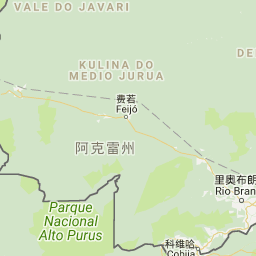 VALE DO JAVARI
KULINA DO
MEDIO JURUA
DE
费若
Feijó
阿克雷州
里奥布朗
Rio Bran
Parque
Nacional
Alto Purus
科维哈
Cobija